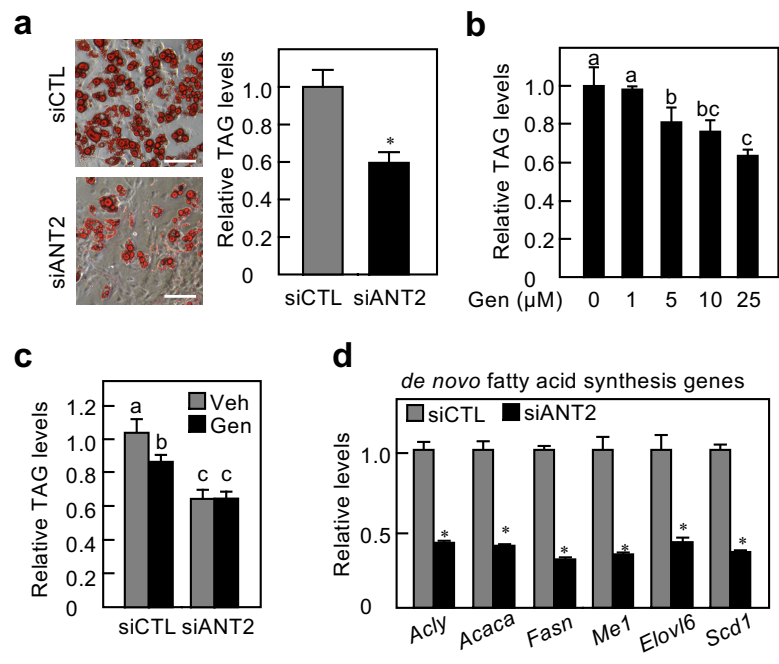 a
siCTL
siANT2
Relative TAG levels
1.2
1.0
0.8
0.6
0.4
0.2
0
*
siCTL siANT2
b
Relative TAG levels
1.0
0.8
0.6
0.4
0.2
0
a a b bc c
Gen (μM) 0 1 5 10 25
c
Relative TAG levels
1.2
1.0
0.8
0.6
0.4
0.2
0
Veh
Gen
a b c c
siCTL siANT2
d
de novo fatty acid synthesis genes
siCTL siANT2
Relative levels
1.0
0.5
0
* * * * * *
Acly Acaca Fasn Me1 Elovl6 Scd1